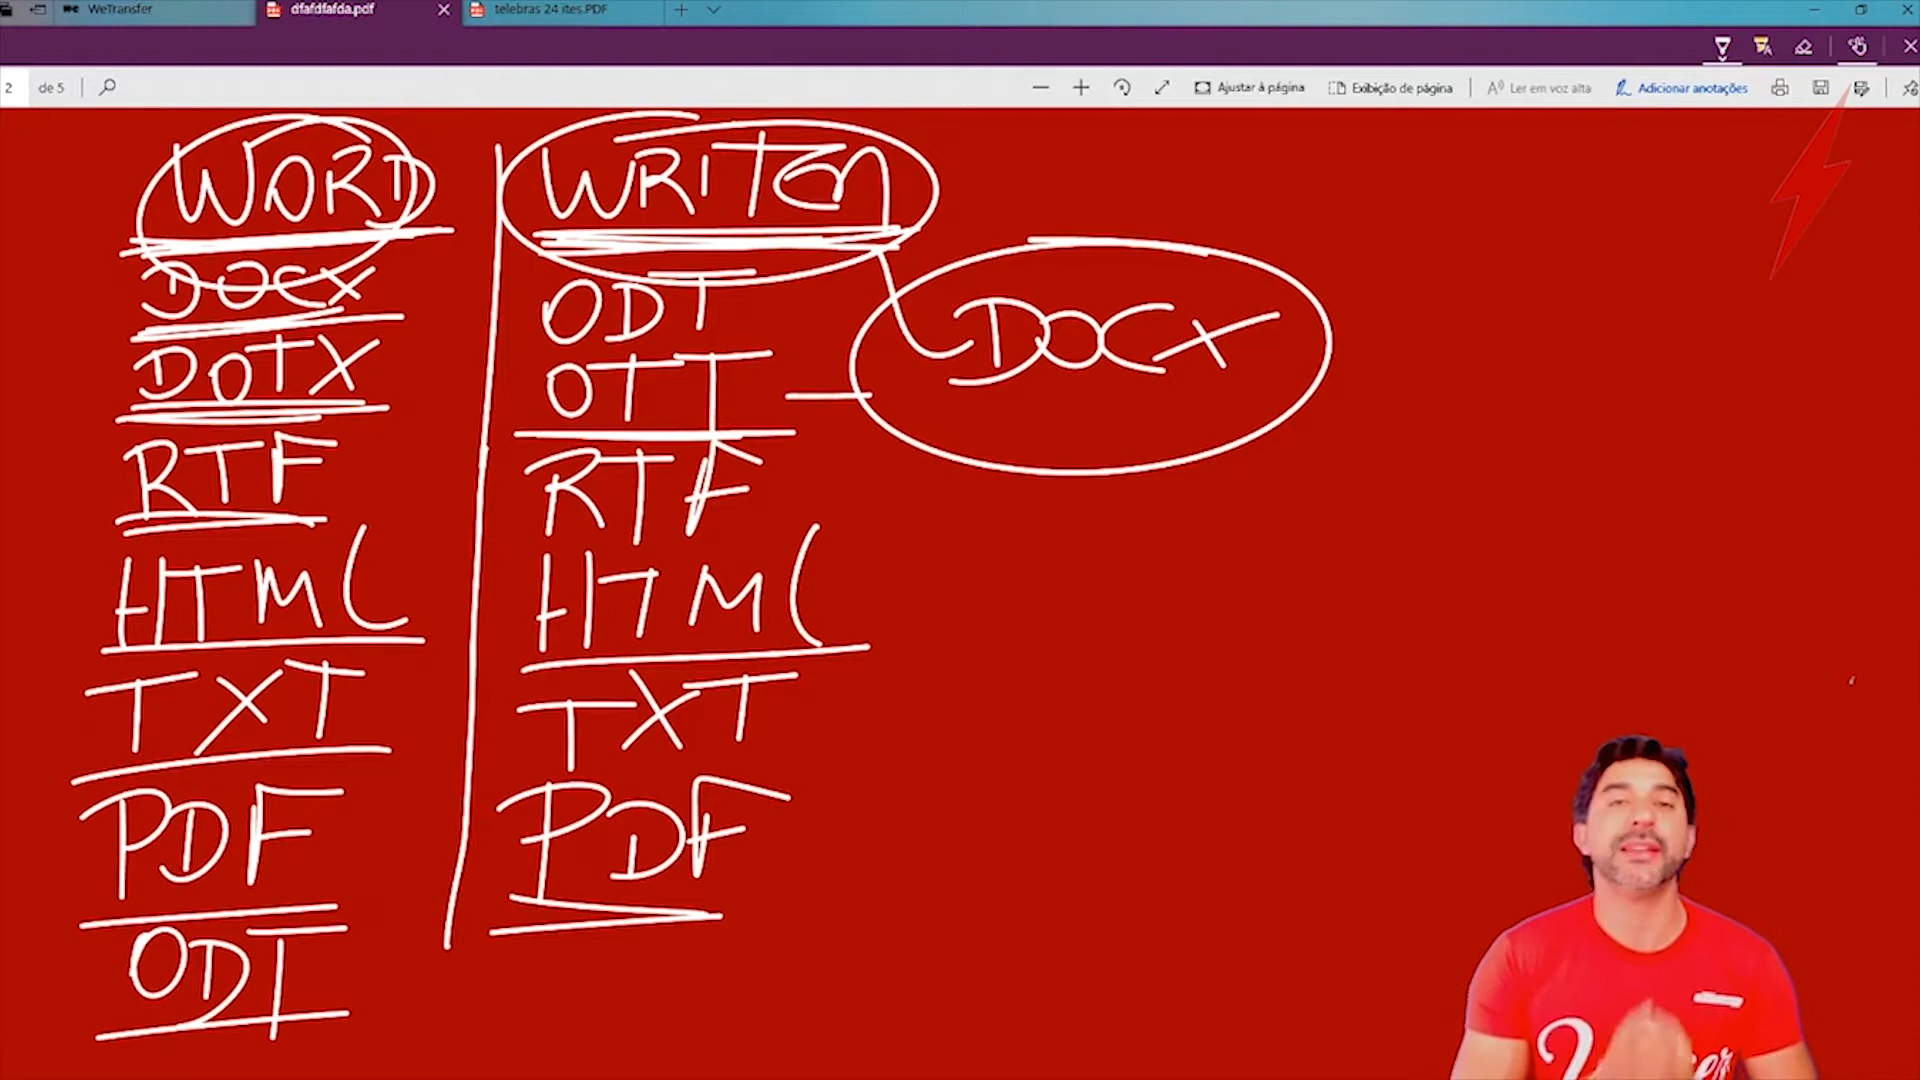 WeTransfer
dfafdfafda.pdf
telebras 24 ites.PDF
2 de 5
Ajustar à página
Exibição de página
Ler em voz alta
Adicionar anotações
WORD
DOCX
DOTX
RTF
HTML
TXT
PDF
ODT
WRITER
ODT
OTT
RTF
HTML
TXT
PDF
DOCX